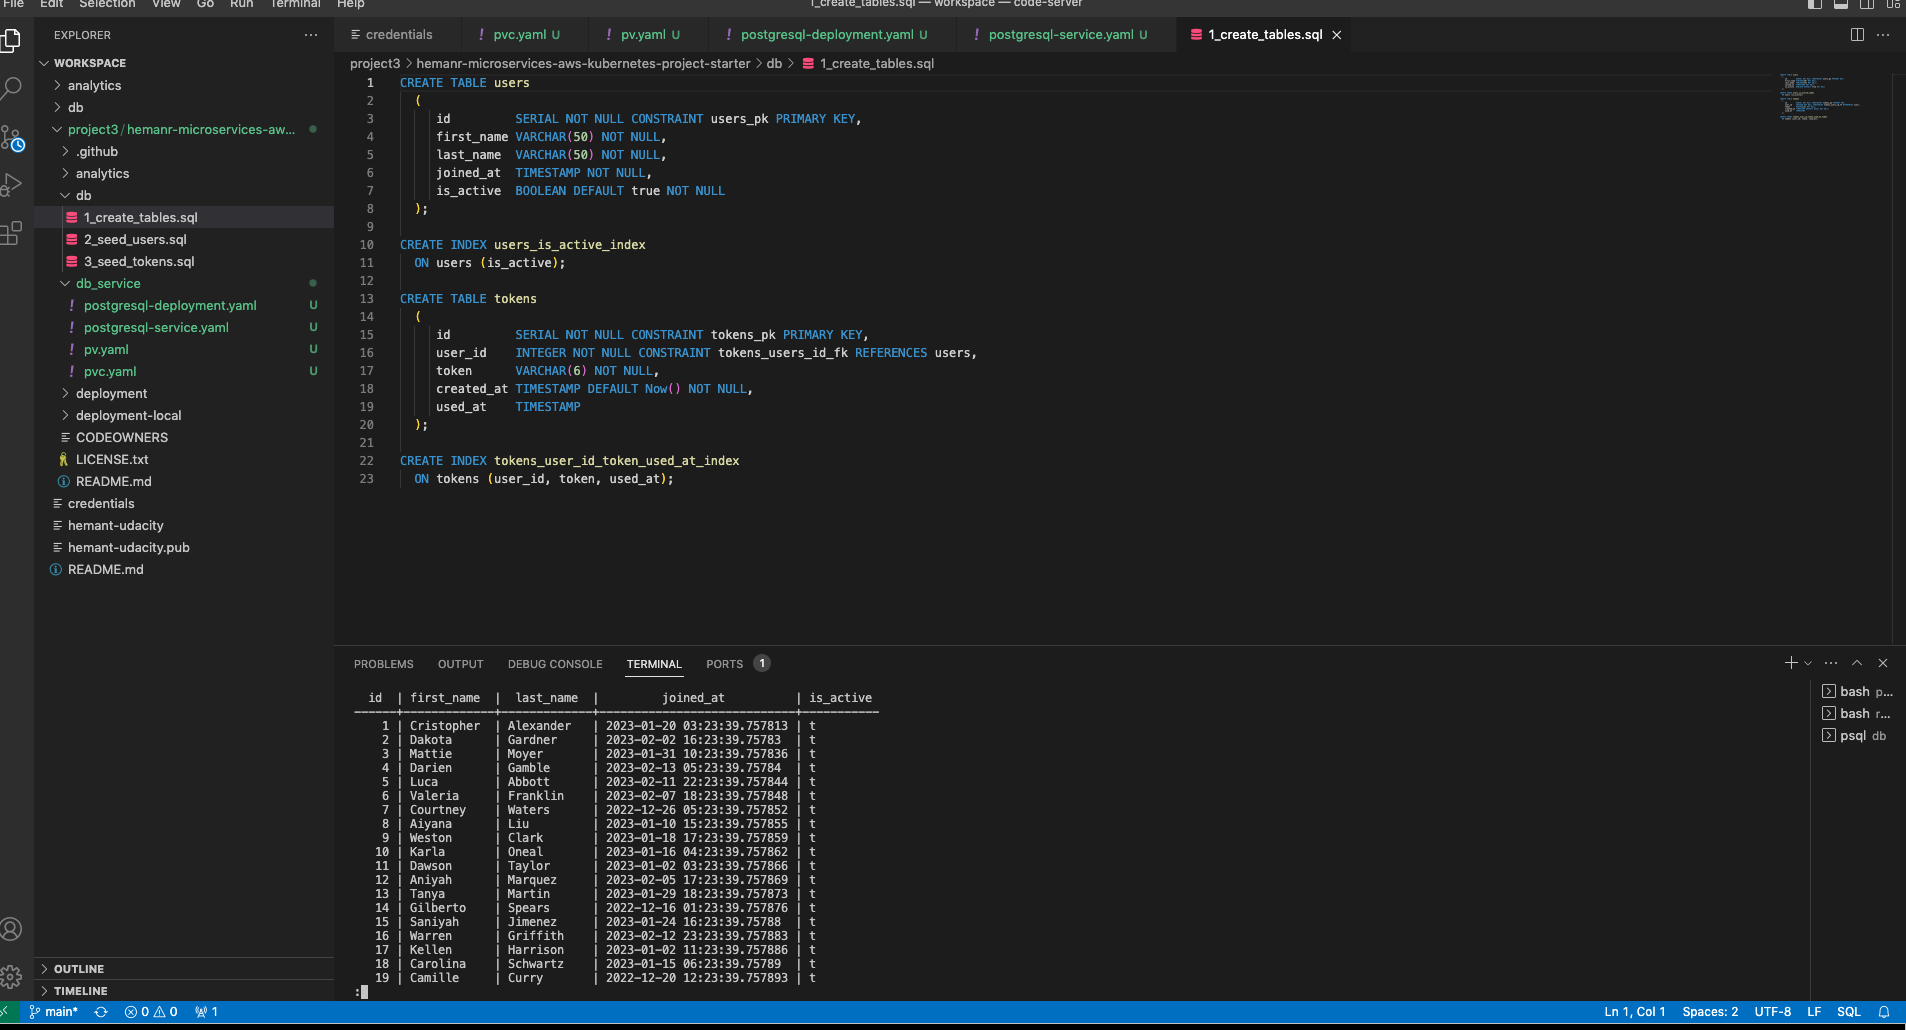 File Edit Selection View Go Run Terminal Help
1_create_tables.sql — workspace — code-server
EXPLORER
WORKSPACE
analytics
db
project3 / hemanr-microservices-aw...
.github
analytics
db
1_create_tables.sql
2_seed_users.sql
3_seed_tokens.sql
db_service
postgresql-deployment.yaml U
postgresql-service.yaml U
pv.yaml U
pvc.yaml U
deployment
deployment-local
CODEOWNERS
LICENSE.txt
README.md
credentials
hemant-udacity
hemant-udacity.pub
README.md
OUTLINE
TIMELINE
credentials ! pvc.yaml U ! pv.yaml U ! postgresql-deployment.yaml U ! postgresql-service.yaml U 1_create_tables.sql
project3 > hemanr-microservices-aws-kubernetes-project-starter > db > 1_create_tables.sql
1 CREATE TABLE users
2 (
3 id SERIAL NOT NULL CONSTRAINT users_pk PRIMARY KEY,
4 first_name VARCHAR(50) NOT NULL,
5 last_name VARCHAR(50) NOT NULL,
6 joined_at TIMESTAMP NOT NULL,
7 is_active BOOLEAN DEFAULT true NOT NULL
8 );
9
10 CREATE INDEX users_is_active_index
11 ON users (is_active);
12
13 CREATE TABLE tokens
14 (
15 id SERIAL NOT NULL CONSTRAINT tokens_pk PRIMARY KEY,
16 user_id INTEGER NOT NULL CONSTRAINT tokens_users_id_fk REFERENCES users,
17 token VARCHAR(6) NOT NULL,
18 created_at TIMESTAMP DEFAULT Now() NOT NULL,
19 used_at TIMESTAMP
20 );
21
22 CREATE INDEX tokens_user_id_token_used_at_index
23 ON tokens (user_id, token, used_at);
PROBLEMS OUTPUT DEBUG CONSOLE TERMINAL PORTS 1
id | first_name | last_name | joined_at | is_active
1 | Cristopher | Alexander | 2023-01-20 03:23:39.757813 | t
2 | Dakota | Gardner | 2023-02-02 16:23:39.75783 | t
3 | Mattie | Moyer | 2023-01-31 10:23:39.757836 | t
4 | Darien | Gamble | 2023-02-13 05:23:39.75784 | t
5 | Luca | Abbott | 2023-02-11 22:23:39.757844 | t
6 | Valeria | Franklin | 2023-02-07 18:23:39.757848 | t
7 | Courtney | Waters | 2022-12-26 05:23:39.757852 | t
8 | Aiyana | Liu | 2023-01-10 15:23:39.757855 | t
9 | Weston | Clark | 2023-01-18 17:23:39.757859 | t
10 | Karla | Oneal | 2023-01-16 04:23:39.757862 | t
11 | Dawson | Taylor | 2023-01-02 03:23:39.757866 | t
12 | Aniyah | Marquez | 2023-02-05 17:23:39.757869 | t
13 | Tanya | Martin | 2023-01-29 18:23:39.757873 | t
14 | Gilberto | Spears | 2022-12-16 01:23:39.757876 | t
15 | Saniyah | Jimenez | 2023-01-24 16:23:39.75788 | t
16 | Warren | Griffith | 2023-02-12 23:23:39.757883 | t
17 | Kellen | Harrison | 2023-01-02 11:23:39.757886 | t
18 | Carolina | Schwartz | 2023-01-15 06:23:39.75789 | t
19 | Camille | Curry | 2022-12-20 12:23:39.757893 | t
:
bash p...
bash r...
psql db
main* 0 0 1
Ln 1, Col 1 Spaces: 2 UTF-8 LF SQL